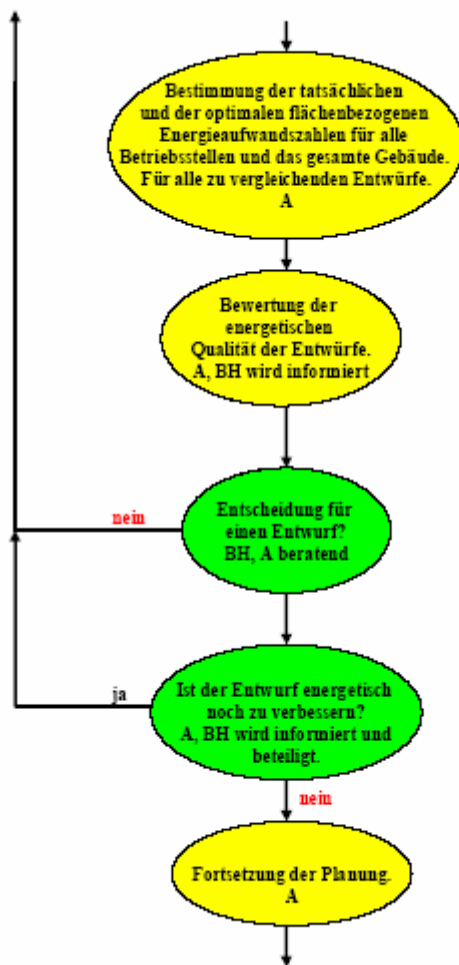 Bestimmung der tatsächlichen
und der optimalen flächenbezogenen
Energieaufwandszahlen für alle
Betriebsstellen und das gesamte Gebäude.
Für alle zu vergleichenden Entwürfe.
A
Bewertung der
energetischen
Qualität der Entwürfe.
A, BH wird informiert
nein
Entscheidung für
einen Entwurf?
BH, A beratend
ja
Ist der Entwurf energetisch
noch zu verbessern?
A, BH wird informiert und
beteiligt.
nein
Fortsetzung der Planung.
A